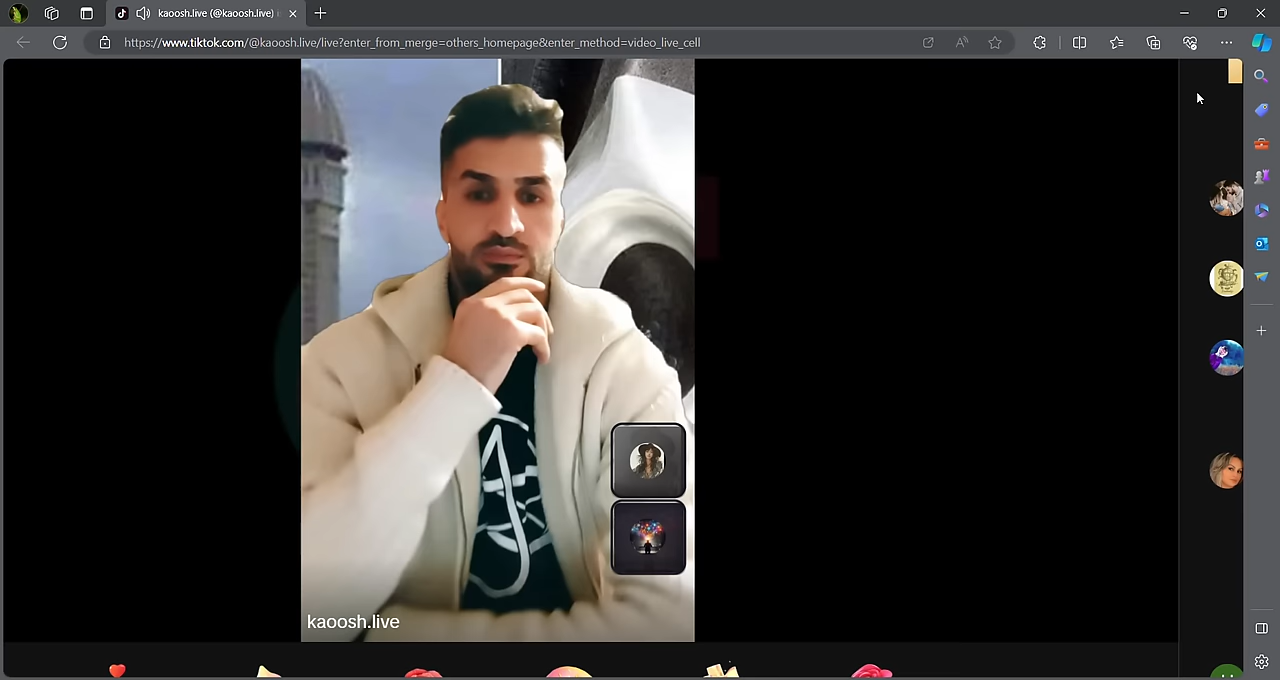 kaoosh.live (@kaoosh.live) i
https://www.tiktok.com/@kaoosh.live/live?enter_from_merge=others_homepage&enter_method=video_live_cell
kaoosh.live